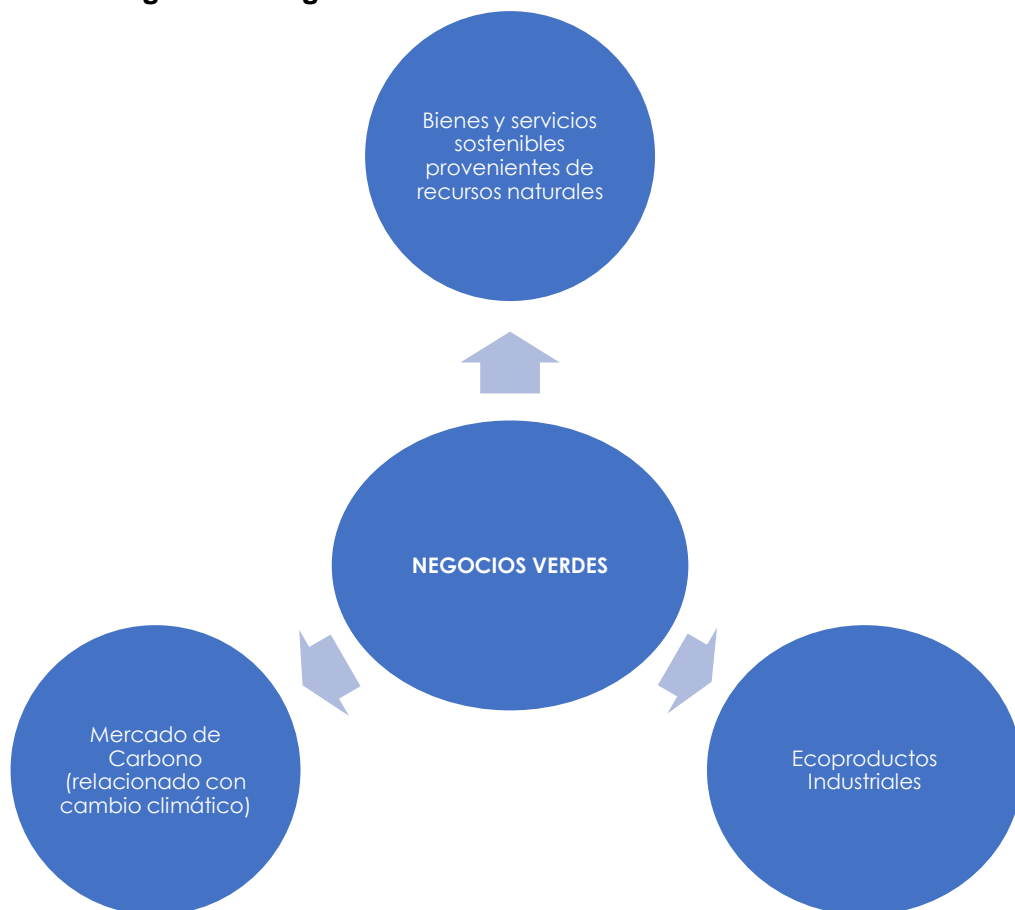 Bienes y servicios
sostenibles
provenientes de
recursos naturales
NEGOCIOS VERDES
Mercado de
Carbono
(relacionado con
cambio climático)
Ecoproductos
Industriales